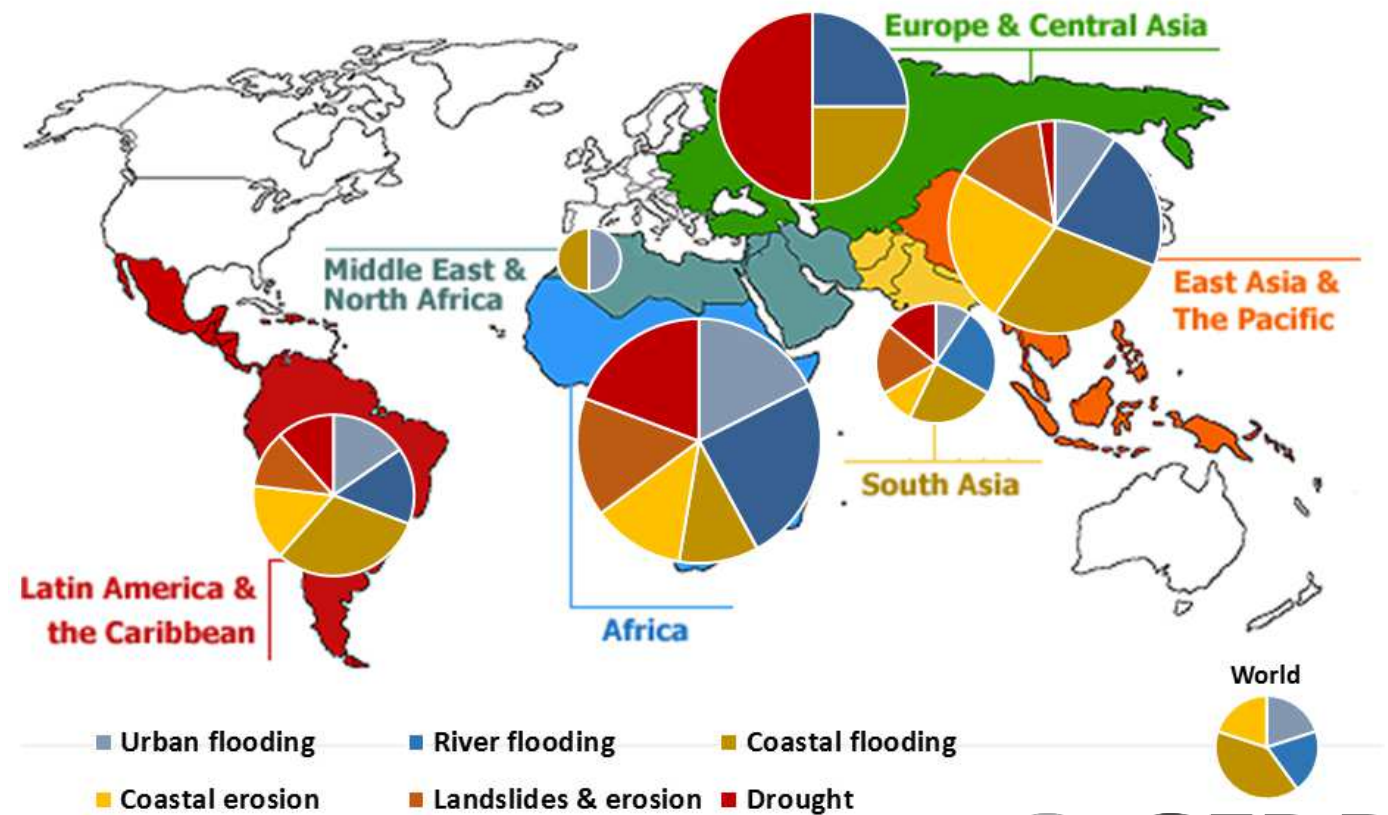 Europe & Central Asia
Middle East &
North Africa
East Asia &
The Pacific
South Asia
Latin America &
the Caribbean
Africa
World
Urban flooding
River flooding
Coastal flooding
Coastal erosion
Landslides & erosion
Drought